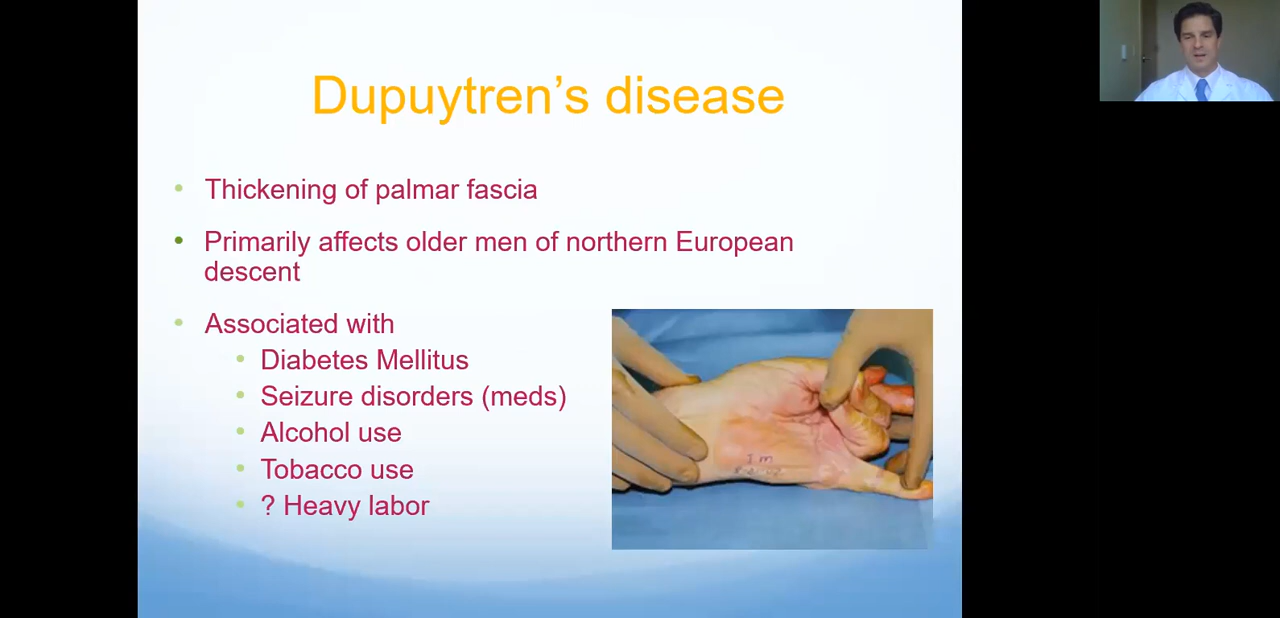 Dupuytren’s disease
• Thickening of palmar fascia
• Primarily affects older men of northern European
descent
• Associated with
• Diabetes Mellitus
• Seizure disorders (meds)
• Alcohol use
• Tobacco use
• ? Heavy labor
I M